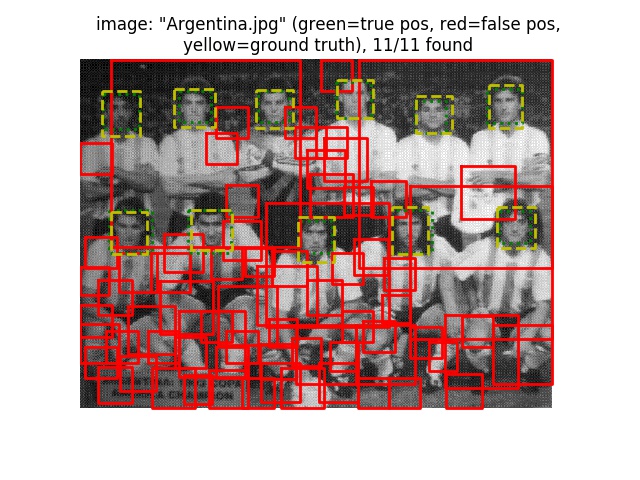 image: "Argentina.jpg" (green=true pos, red=false pos,
yellow=ground truth), 11/11 found